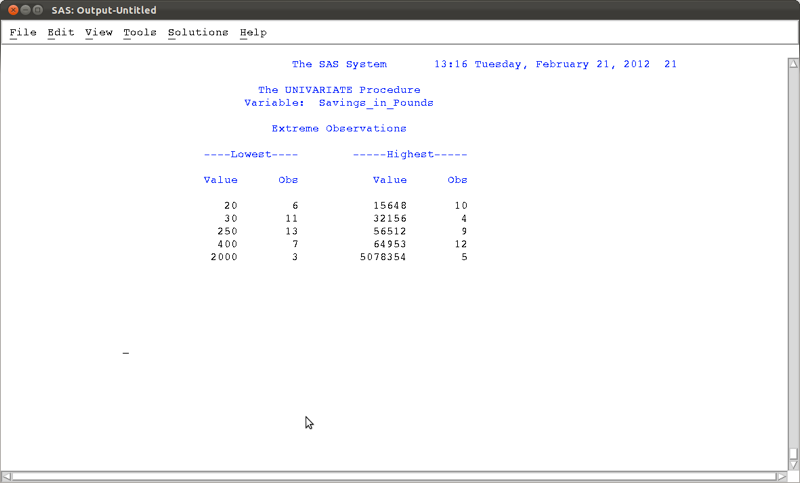 SAS: Output-Untitled
File Edit View Tools Solutions Help
The SAS System 13:16 Tuesday, February 21, 2012 21
The UNIVARIATE Procedure
Variable: Savings_in_Pounds
Extreme Observations
----Lowest---- -----Highest-----
Value Obs Value Obs
20 6 15648 10
30 11 32156 4
250 13 56512 9
400 7 64953 12
2000 3 5078354 5